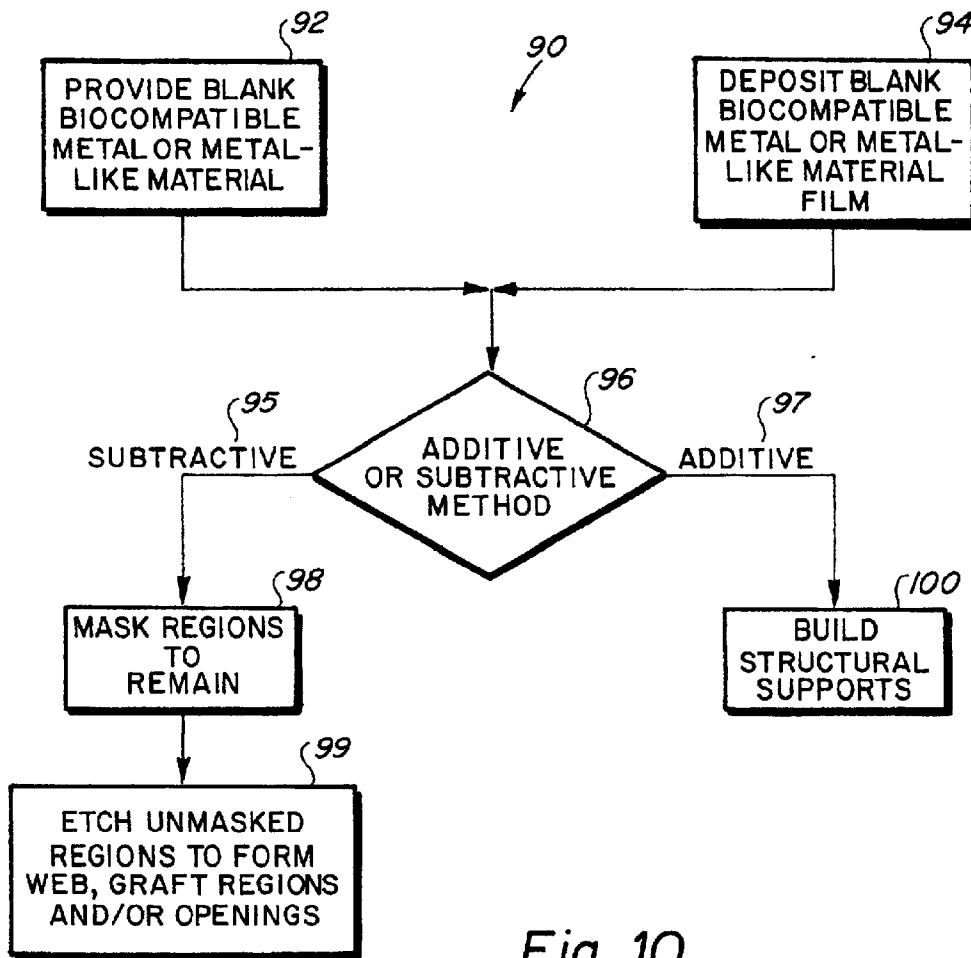 92
90
94
PROVIDE BLANK
BIOCOMPATIBLE
METAL OR METAL-
LIKE MATERIAL
DEPOSIT BLANK
BIOCOMPATIBLE
METAL OR METAL-
LIKE MATERIAL
FILM
96
95
SUBTRACTIVE
ADDITIVE
OR SUBTRACTIVE
METHOD
97
ADDITIVE
98
MASK REGIONS
TO
REMAIN
100
BUILD
STRUCTURAL
SUPPORTS
99
ETCH UNMASKED
REGIONS TO FORM
WEB, GRAFT REGIONS
AND/OR OPENINGS
Fig. 10